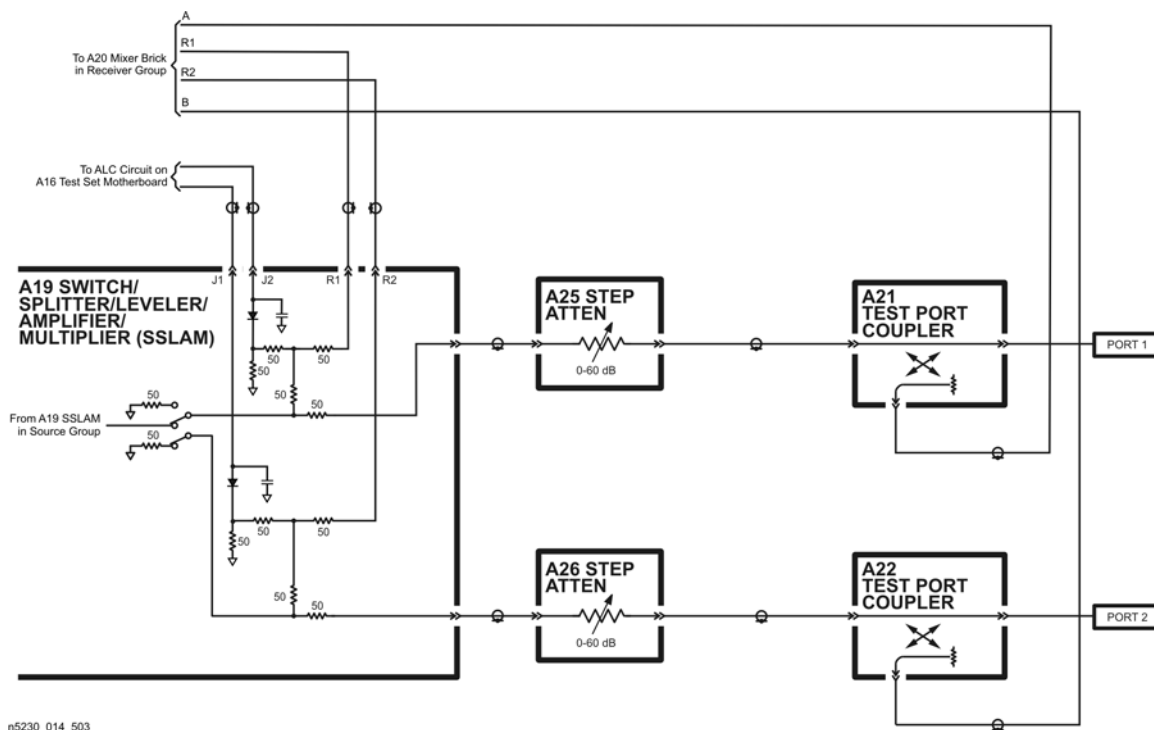 A
R1
To A20 Mixer Brick
in Receiver Group
R2
B
To ALC Circuit on
A16 Test Set Motherboard
J1
J2
R1
R2
A19 SWITCH/
SPLITTER/LEVELER/
AMPLIFIER/
MULTIPLIER (SSLAM)
A25 STEP
ATTEN
0-60 dB
A21
TEST PORT
COUPLER
PORT 1
50
50
50
50
50
50
From A19 SSLAM
in Source Group
50
50
50
50
50
50
A26 STEP
ATTEN
0-60 dB
A22
TEST PORT
COUPLER
PORT 2
n5230_014_503